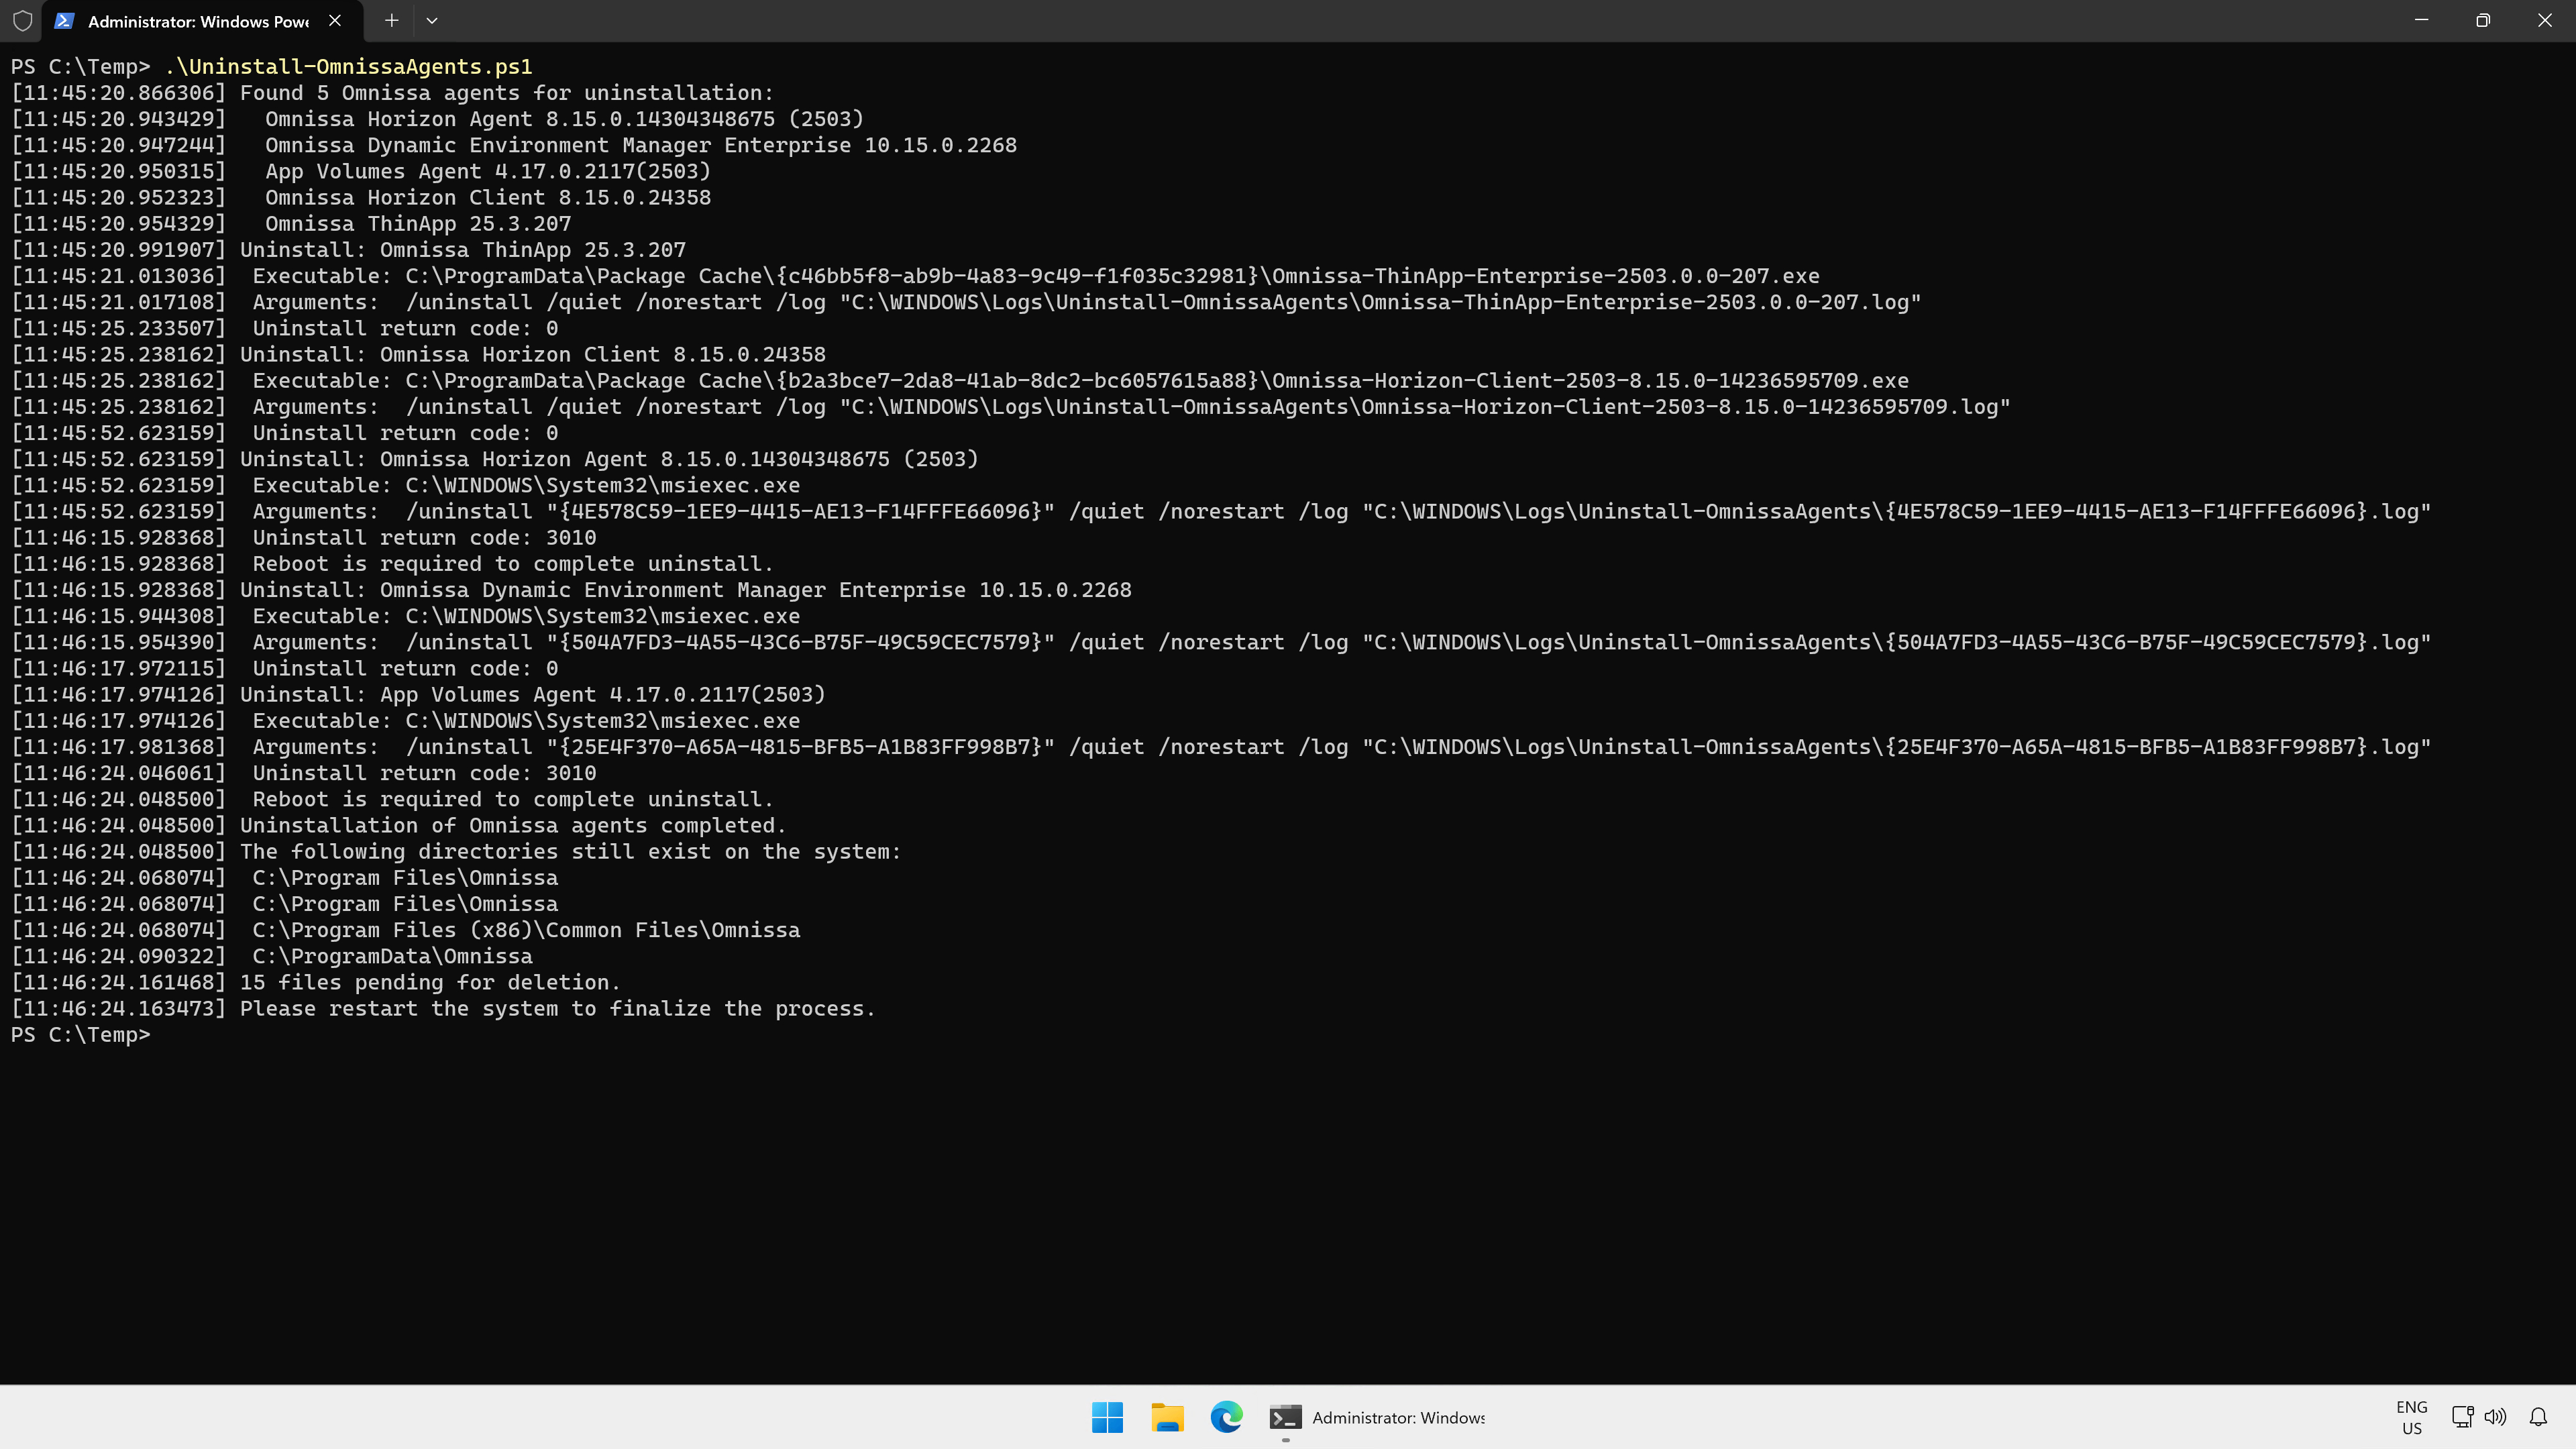 Administrator: Windows Powe
PS C:\Temp> .\Uninstall-OmnissaAgents.ps1
[11:45:20.866306] Found 5 Omnissa agents for uninstallation:
[11:45:20.943429]   Omnissa Horizon Agent 8.15.0.14304348675 (2503)
[11:45:20.947244]   Omnissa Dynamic Environment Manager Enterprise 10.15.0.2268
[11:45:20.950315]   App Volumes Agent 4.17.0.2117(2503)
[11:45:20.952323]   Omnissa Horizon Client 8.15.0.24358
[11:45:20.954329]   Omnissa ThinApp 25.3.207
[11:45:20.991907] Uninstall: Omnissa ThinApp 25.3.207
[11:45:21.013036]  Executable: C:\ProgramData\Package Cache\{c46bb5f8-ab9b-4a83-9c49-f1f035c32981}\Omnissa-ThinApp-Enterprise-2503.0.0-207.exe
[11:45:21.017108]  Arguments:  /uninstall /quiet /norestart /log "C:\WINDOWS\Logs\Uninstall-OmnissaAgents\Omnissa-ThinApp-Enterprise-2503.0.0-207.log"
[11:45:25.233507]  Uninstall return code: 0
[11:45:25.238162] Uninstall: Omnissa Horizon Client 8.15.0.24358
[11:45:25.238162]  Executable: C:\ProgramData\Package Cache\{b2a3bce7-2da8-41ab-8dc2-bc6057615a88}\Omnissa-Horizon-Client-2503-8.15.0-14236595709.exe
[11:45:25.238162]  Arguments:  /uninstall /quiet /norestart /log "C:\WINDOWS\Logs\Uninstall-OmnissaAgents\Omnissa-Horizon-Client-2503-8.15.0-14236595709.log"
[11:45:52.623159]  Uninstall return code: 0
[11:45:52.623159] Uninstall: Omnissa Horizon Agent 8.15.0.14304348675 (2503)
[11:45:52.623159]  Executable: C:\WINDOWS\System32\msiexec.exe
[11:45:52.623159]  Arguments:  /uninstall "{4E578C59-1EE9-4415-AE13-F14FFFE66096}" /quiet /norestart /log "C:\WINDOWS\Logs\Uninstall-OmnissaAgents\{4E578C59-1EE9-4415-AE13-F14FFFE66096}.log"
[11:46:15.928368]  Uninstall return code: 3010
[11:46:15.928368]  Reboot is required to complete uninstall.
[11:46:15.928368] Uninstall: Omnissa Dynamic Environment Manager Enterprise 10.15.0.2268
[11:46:15.944308]  Executable: C:\WINDOWS\System32\msiexec.exe
[11:46:15.954390]  Arguments:  /uninstall "{504A7FD3-4A55-43C6-B75F-49C59CEC7579}" /quiet /norestart /log "C:\WINDOWS\Logs\Uninstall-OmnissaAgents\{504A7FD3-4A55-43C6-B75F-49C59CEC7579}.log"
[11:46:17.972115]  Uninstall return code: 0
[11:46:17.974126] Uninstall: App Volumes Agent 4.17.0.2117(2503)
[11:46:17.974126]  Executable: C:\WINDOWS\System32\msiexec.exe
[11:46:17.981368]  Arguments:  /uninstall "{25E4F370-A65A-4815-BFB5-A1B83FF998B7}" /quiet /norestart /log "C:\WINDOWS\Logs\Uninstall-OmnissaAgents\{25E4F370-A65A-4815-BFB5-A1B83FF998B7}.log"
[11:46:24.046061]  Uninstall return code: 3010
[11:46:24.048500]  Reboot is required to complete uninstall.
[11:46:24.048500] Uninstallation of Omnissa agents completed.
[11:46:24.048500] The following directories still exist on the system:
[11:46:24.068074]  C:\Program Files\Omnissa
[11:46:24.068074]  C:\Program Files\Omnissa
[11:46:24.068074]  C:\Program Files (x86)\Common Files\Omnissa
[11:46:24.090322]  C:\ProgramData\Omnissa
[11:46:24.161468] 15 files pending for deletion.
[11:46:24.163473] Please restart the system to finalize the process.
PS C:\Temp>
Administrator: Windows
ENG
US